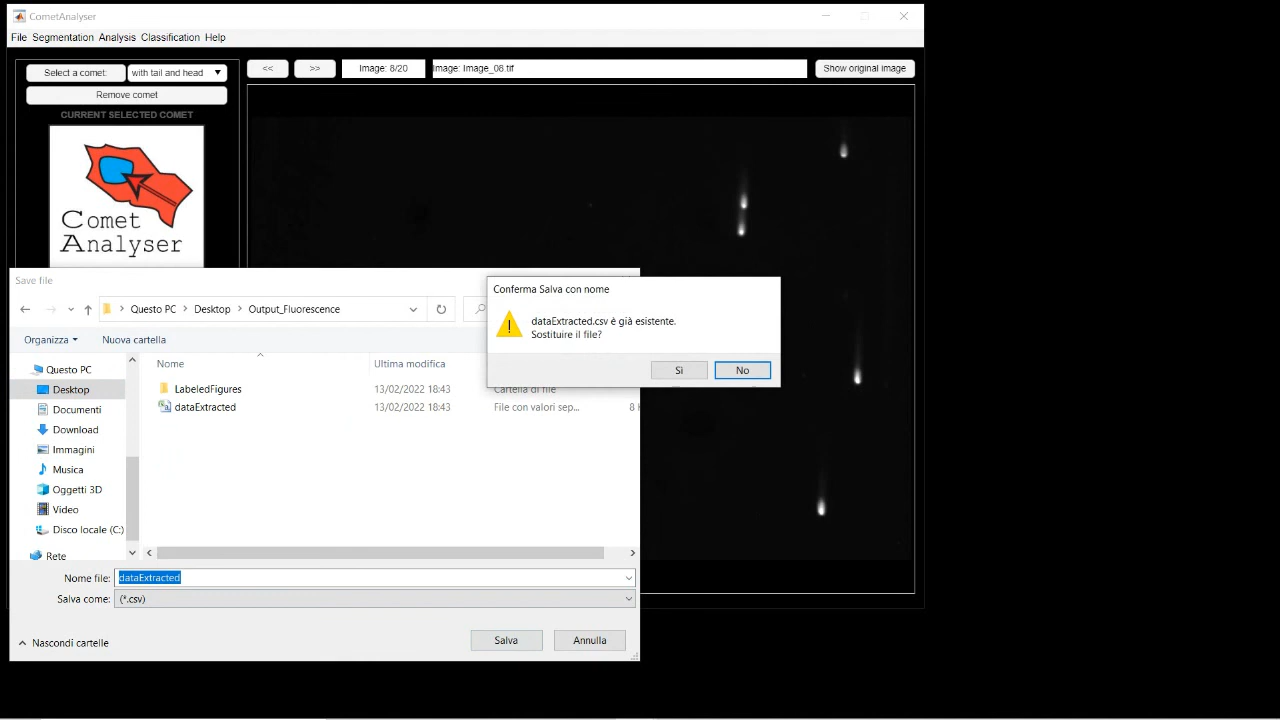 CometAnalyser
File Segmentation Analysis Classification Help
Select a comet: with tail and head << >> Image: 8/20 Image: Image_08.tif Show original image
Remove comet
CURRENT SELECTED COMET
Comet
Analyser
Save file
Questo PC Desktop Output_Fluorescence
Organizza Nuova cartella
Conferma Salva con nome
dataExtracted.csv è già esistente.
Sostituire il file?
Sì No
Nome Ultima modifica
Questo PC
Desktop
Documenti
Download
Immagini
Musica
Oggetti 3D
Video
Disco locale (C:)
Rete
LabeledFigures 13/02/2022 18:43 Cartella di file
dataExtracted 13/02/2022 18:43 File con valori sep... 8
Nome file: dataExtracted
Salva come: (*.csv)
Nascondi cartelle Salva Annulla